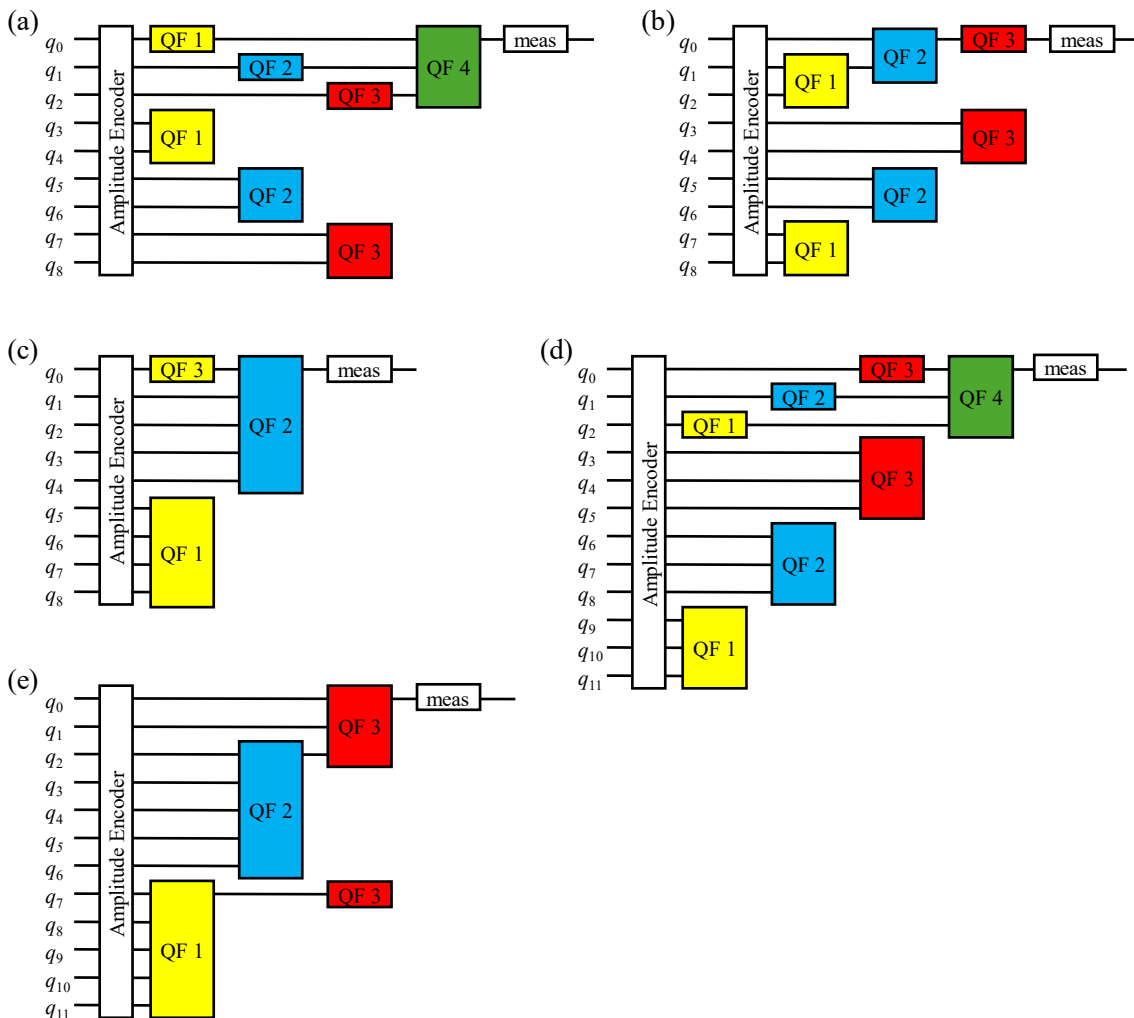 (a)
q0 QF 1 meas
q1 QF 2 QF 4
q2 QF 3
q3
q4 QF 1
q5
q6 QF 2
q7
q8 QF 3
Amplitude Encoder
(b)
q0 QF 3 meas
q1 QF 2
q2 QF 1
q3
q4 QF 3
q5
q6 QF 2
q7
q8 QF 1
Amplitude Encoder
(c)
q0 QF 3 meas
q1
q2 QF 2
q3
q4
q5
q6 QF 1
q7
q8
Amplitude Encoder
(d)
q0 QF 3 meas
q1 QF 2 QF 4
q2 QF 1
q3
q4 QF 3
q5
q6
q7 QF 2
q8
q9
q10 QF 1
q11
Amplitude Encoder
(e)
q0 meas
q1 QF 3
q2
q3
q4 QF 2
q5
q6
q7 QF 3
q8
q9 QF 1
q10
q11
Amplitude Encoder